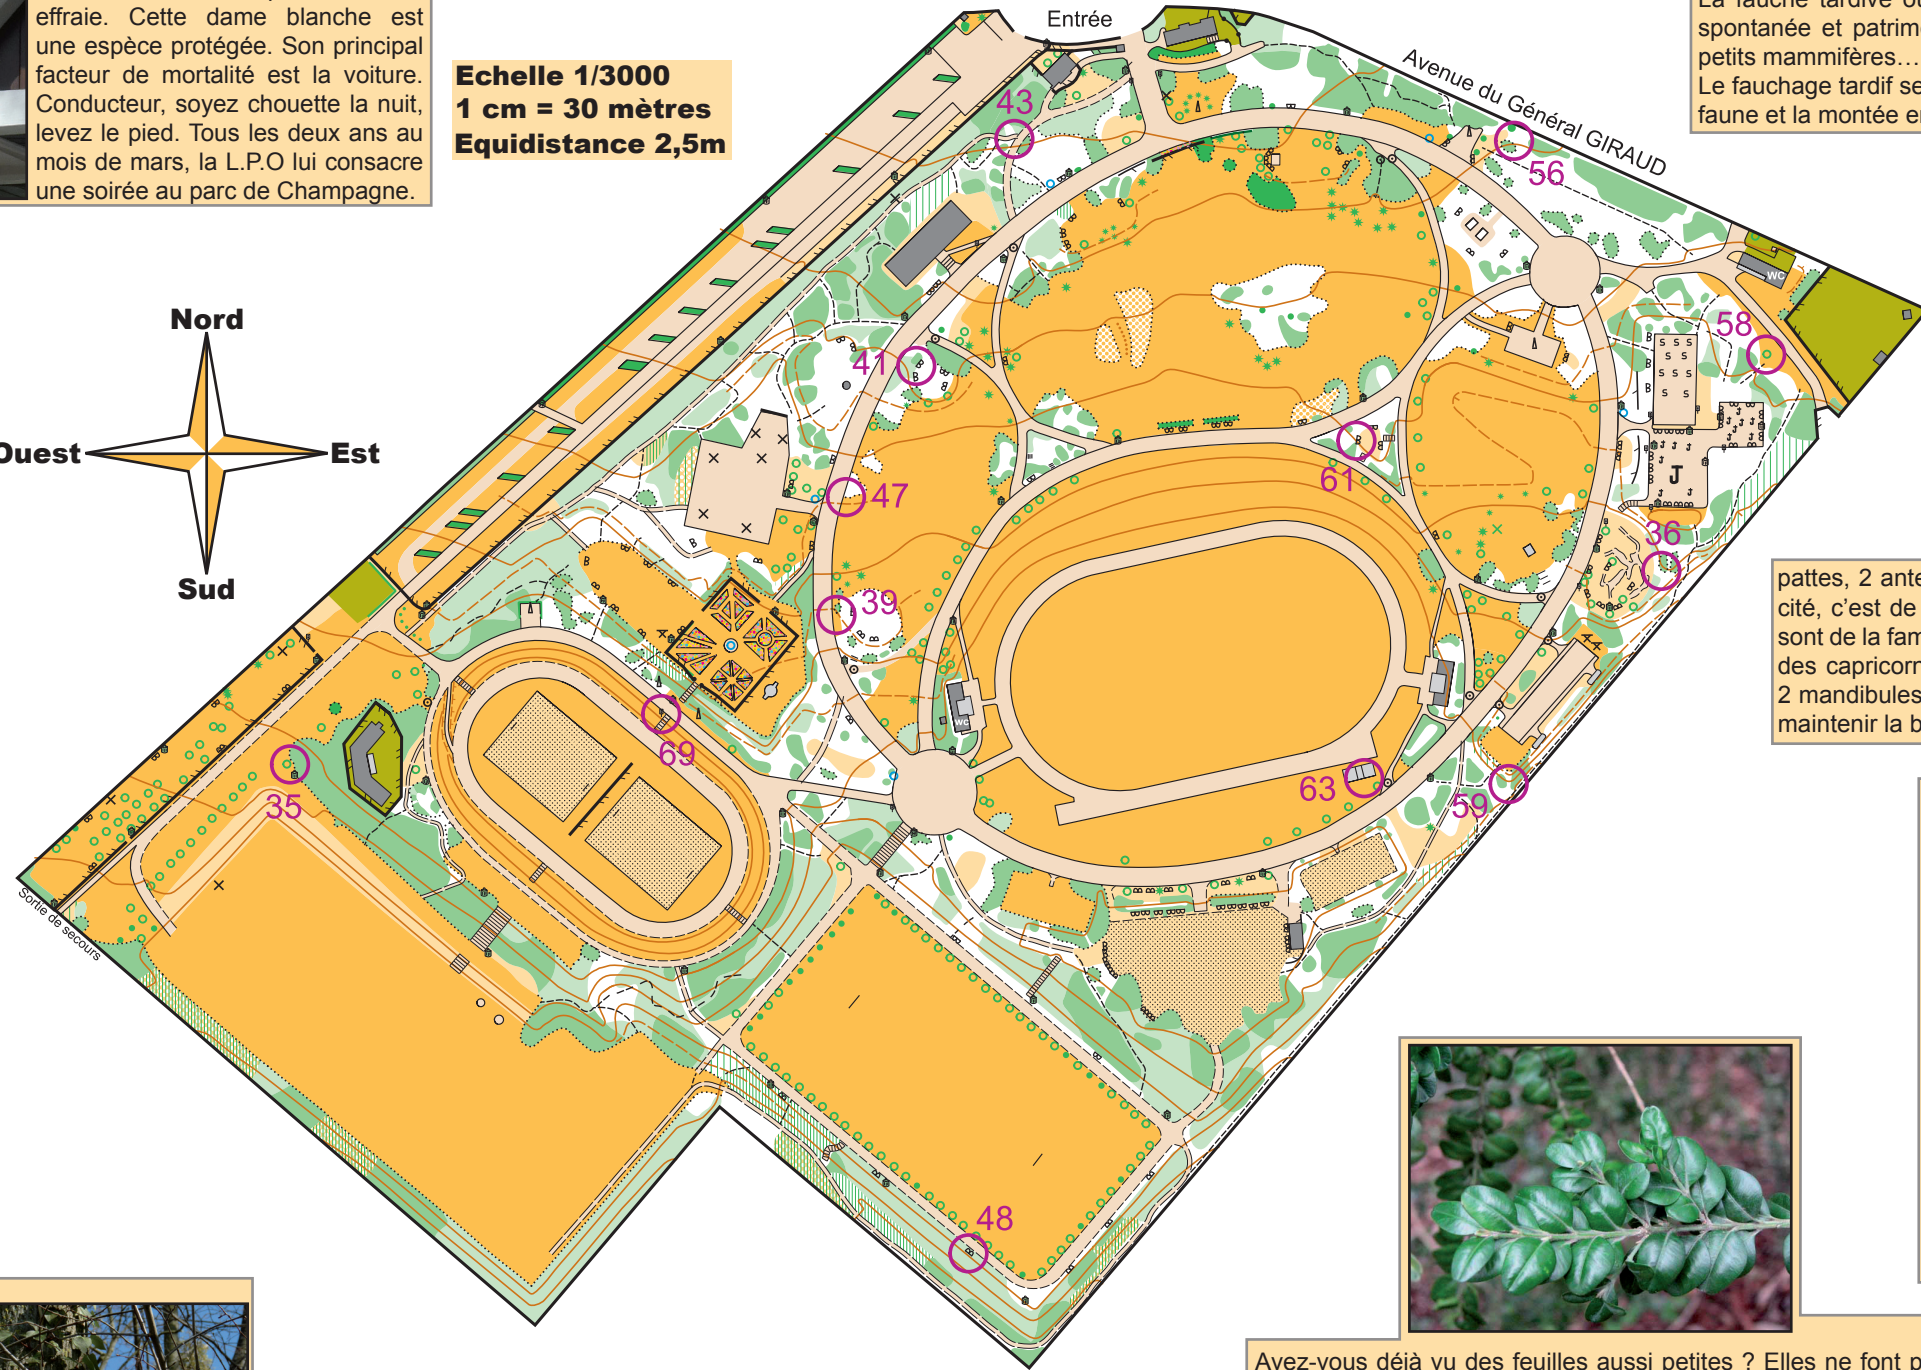 effraie. Cette dame blanche est
une espèce protégée. Son principal
facteur de mortalité est la voiture.
Conducteur, soyez chouette la nuit,
levez le pied. Tous les deux ans au
mois de mars, la L.P.O lui consacre
une soirée au parc de Champagne.
Echelle 1/3000
1 cm = 30 mètres
Equidistance 2,5m
Entrée
Avenue du Général GIRAUD
La fauche tardive ou
spontanée et patrim
petits mammifères...
Le fauchage tardif se
faune et la montée e
Nord
Ouest
Est
Sud
43
56
58
WC
41
47
61
S S S
S S
S S
S S
J
36
39
69
35
WC
63
59
48
Sortie de secours
pattes, 2 ante
cité, c'est de
sont de la fam
des capricorn
2 mandibules
maintenir la b
Avez-vous déjà vu des feuilles aussi petites ? Elles ne font p